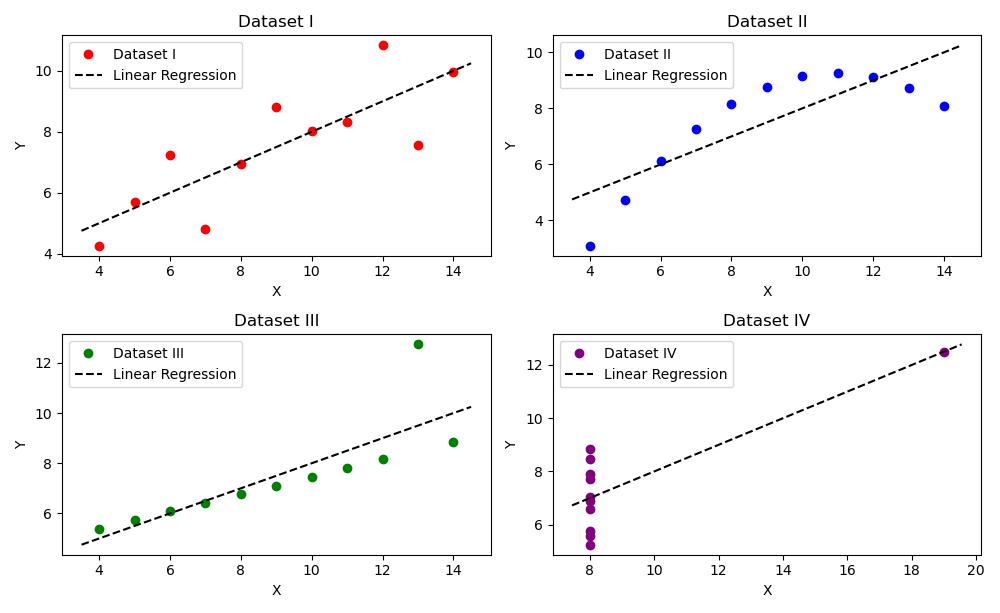 Dataset I
Dataset I
Linear Regression
10
8
6
4
Y
4 6 8 10 12 14
X
Dataset II
Dataset II
Linear Regression
10
8
6
4
Y
4 6 8 10 12 14
X
Dataset III
Dataset III
Linear Regression
12
10
8
6
Y
4 6 8 10 12 14
X
Dataset IV
Dataset IV
Linear Regression
12
10
8
6
Y
8 10 12 14 16 18 20
X